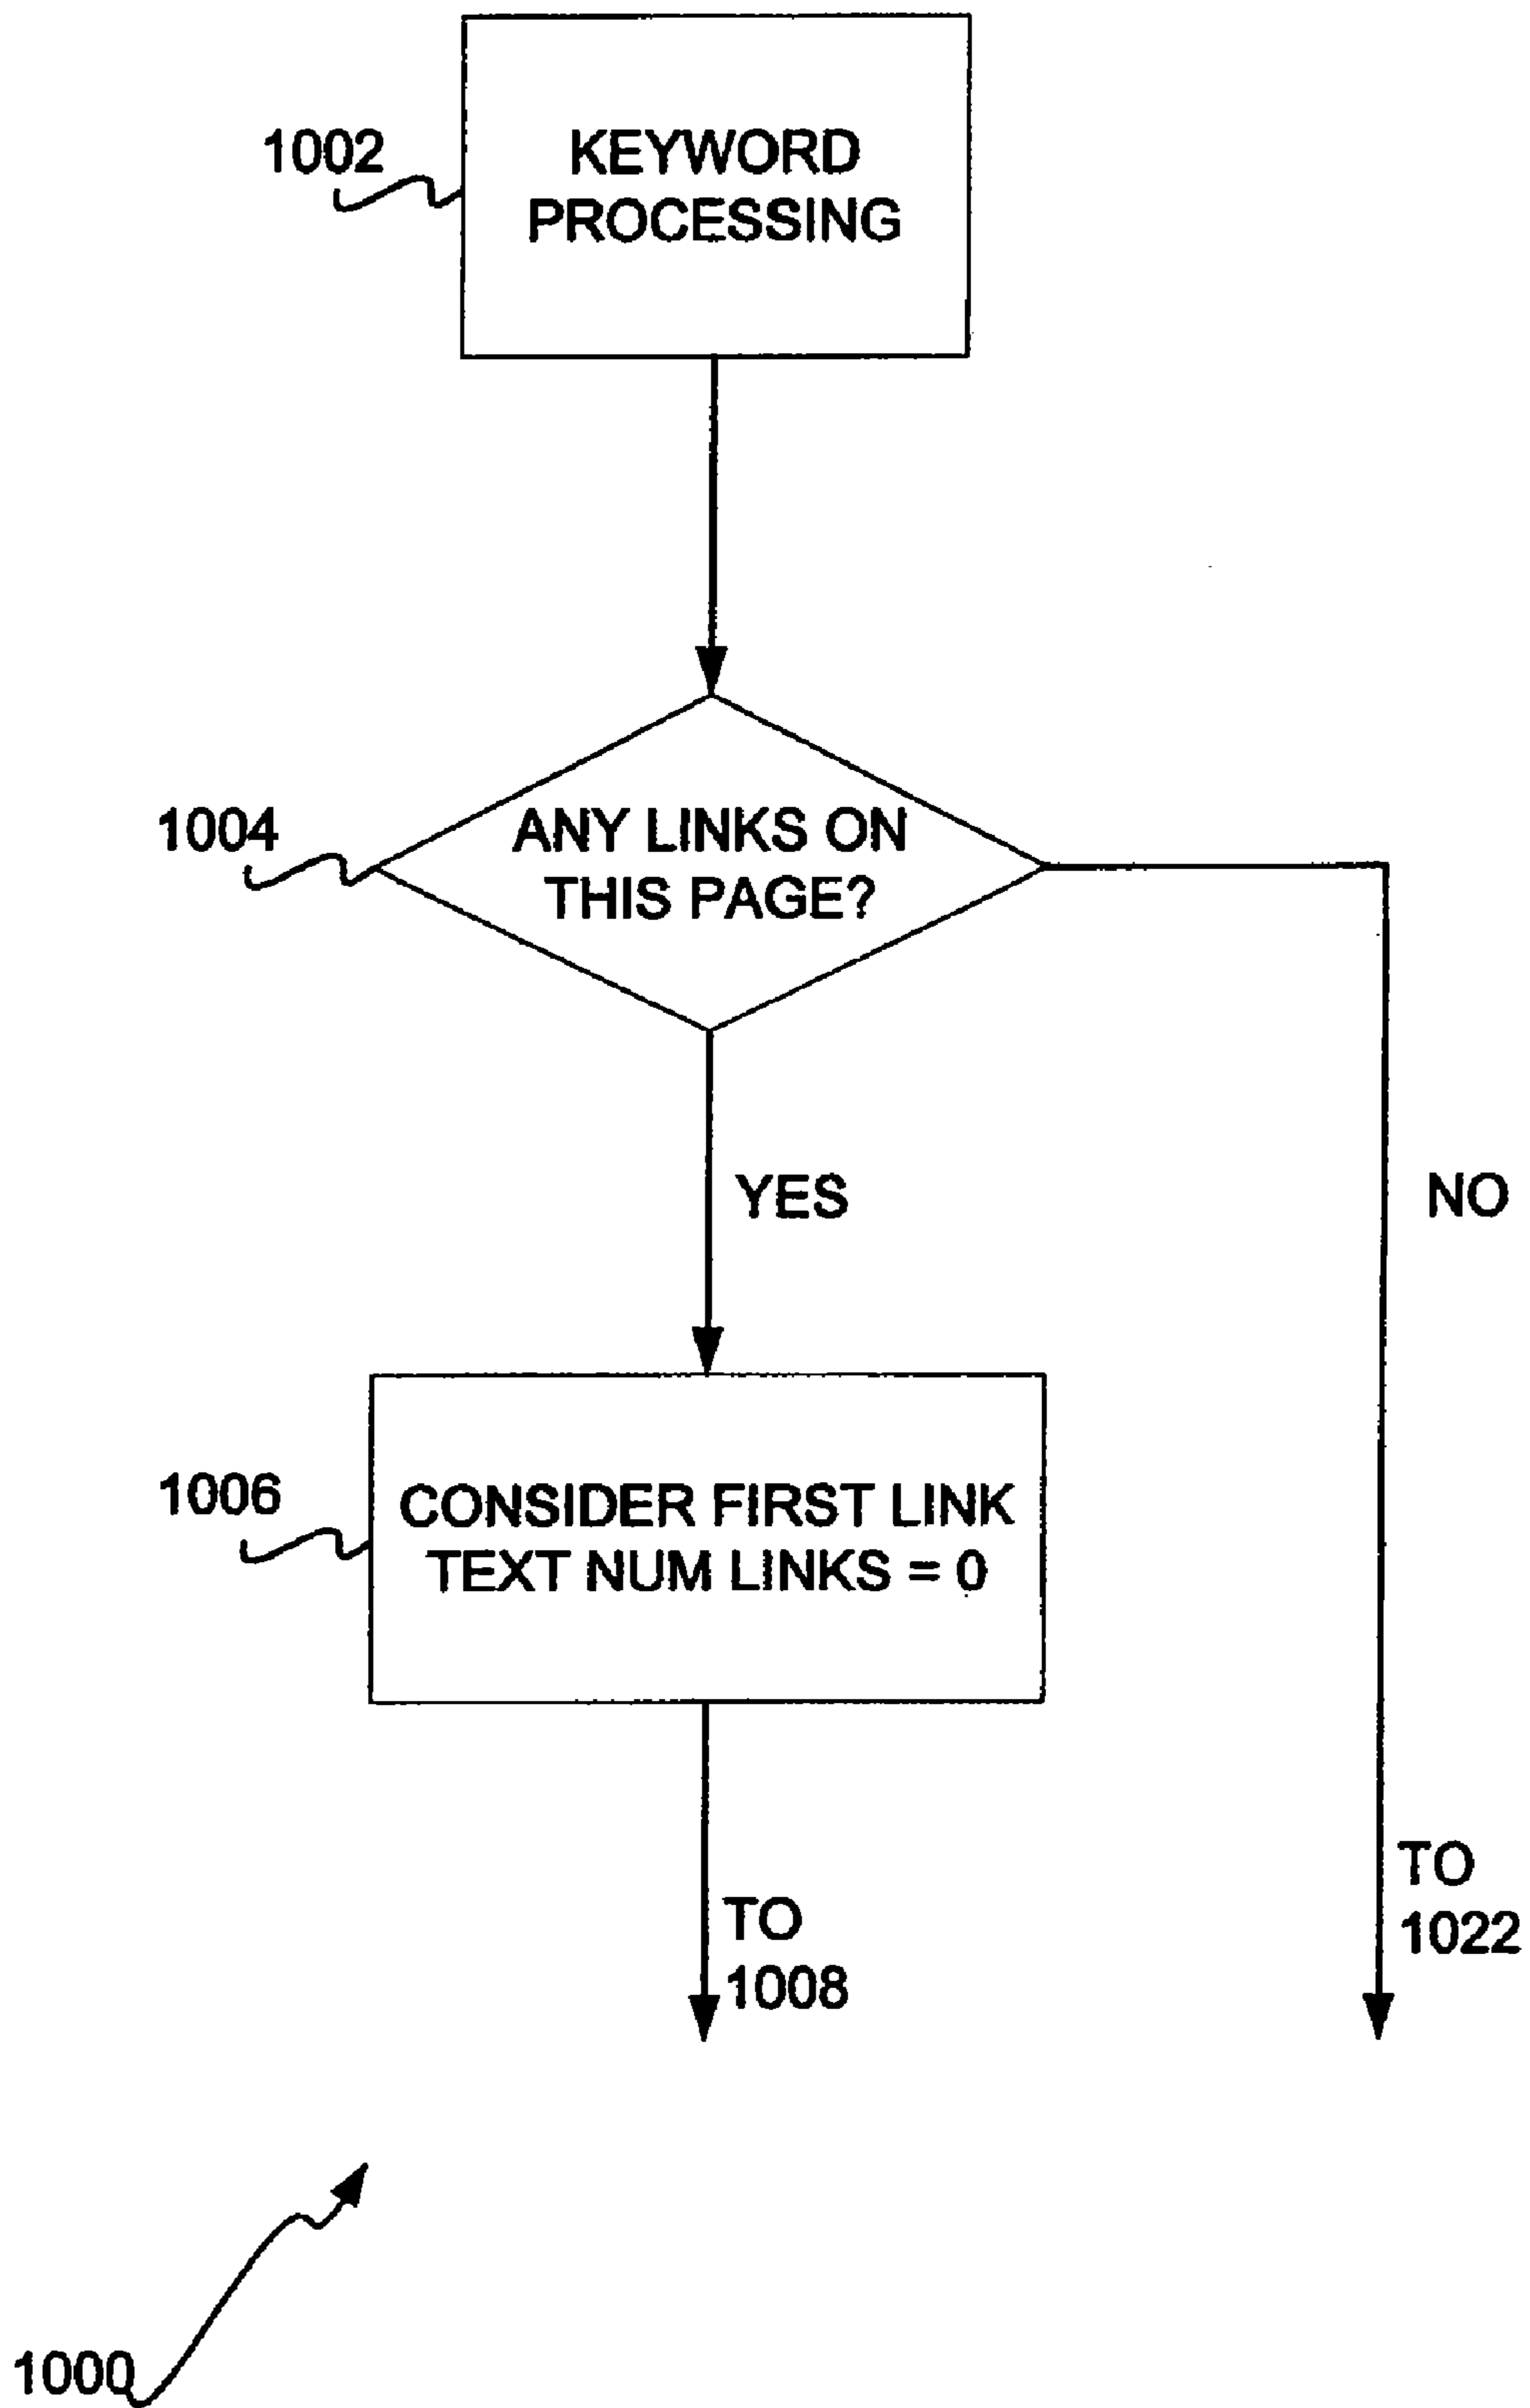 1002
KEYWORD
PROCESSING
1004
ANY LINKS ON
THIS PAGE?
YES
NO
1006
CONSIDER FIRST LINK
TEXT NUM LINKS = 0
TO
1008
TO
1022
1000